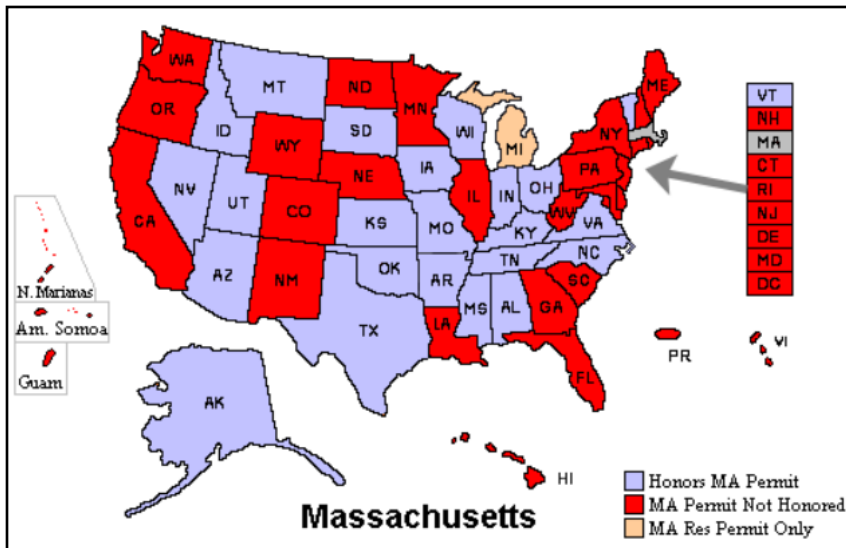 WA
MT
ND
MN
ME
OR
ID
SD
WI
MI
NY
WY
IA
PA
NE
NV
UT
CO
IL
IN
OH
WV
VA
CA
KS
MO
KY
NC
TN
AZ
NM
OK
AR
SC
MS
AL
GA
TX
LA
FL
AK
HI
PR
VI
VT
NH
MA
CT
RI
NJ
DE
MD
DC
N. Marianas
Am. Somoa
Guam
Honors MA Permit
MA Permit Not Honored
MA Res Permit Only
Massachusetts